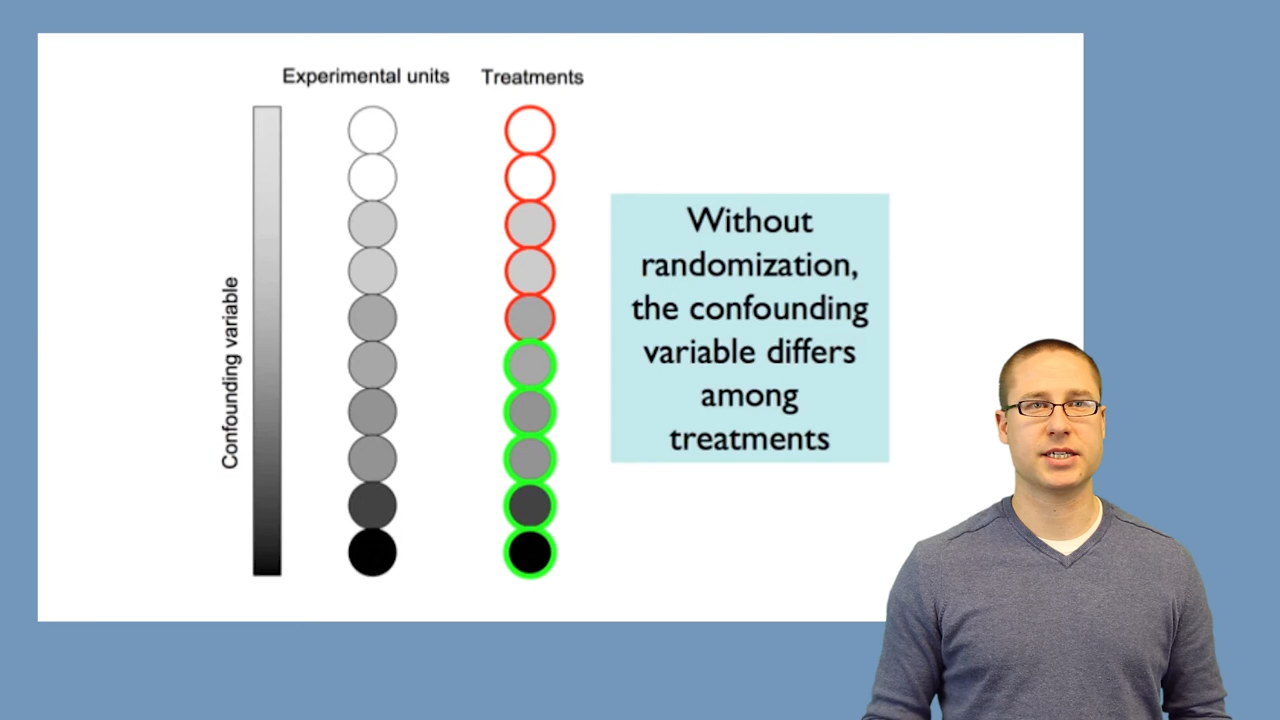 Experimental units
Treatments
Confounding variable
Without
randomization,
the confounding
variable differs
among
treatments